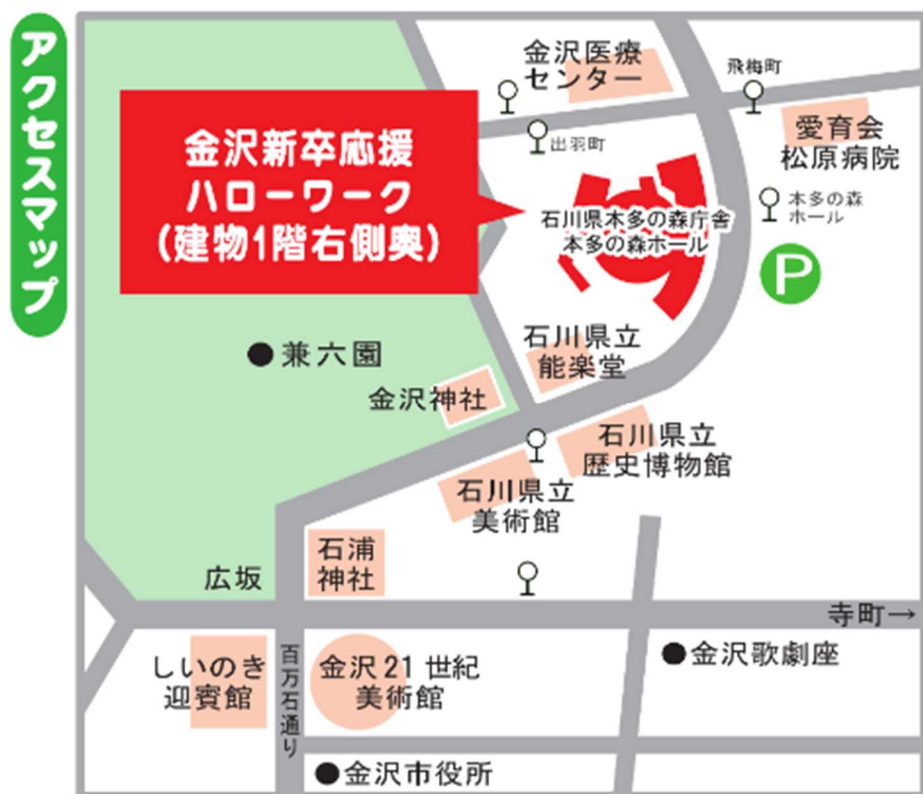 アクセスマップ
金沢医療
センター
飛梅町
出羽町
愛育会
松原病院
金沢新卒応援
ハローワーク
(建物1階右側奥)
石川県本多の森庁舎
本多の森ホール
本多の森
ホール
P
兼六園
石川県立
能楽堂
金沢神社
石川県立
歴史博物館
石川県立
美術館
石浦
神社
広坂
寺町→
しいのき
迎賓館
百万石通り
金沢21世紀
美術館
金沢歌劇座
金沢市役所